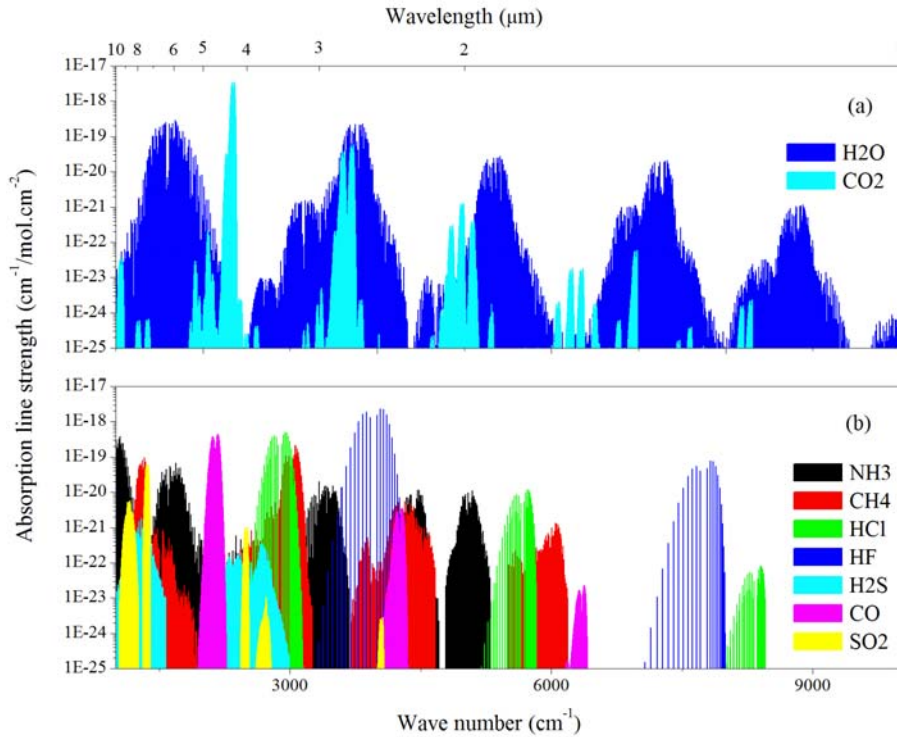 Wavelength (μm)
10 8 6 5 4 3 2
1E-17
1E-18
1E-19
1E-20
1E-21
1E-22
1E-23
1E-24
1E-25
(a)
H2O
CO2
1E-17
1E-18
1E-19
1E-20
1E-21
1E-22
1E-23
1E-24
1E-25
(b)
NH3
CH4
HCl
HF
H2S
CO
SO2
3000 6000 9000
Wave number (cm⁻¹)
Absorption line strength (cm⁻¹/mol.cm⁻²)